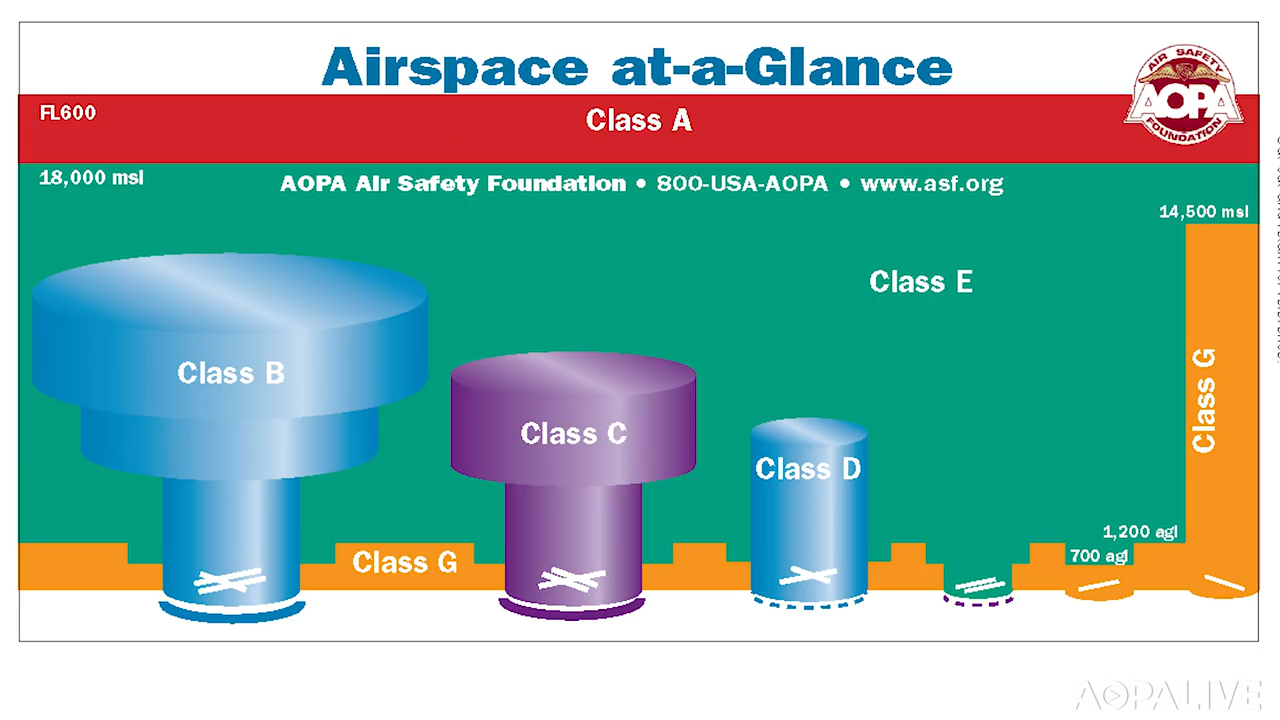 Airspace at-a-Glance
AIR SAFETY
AOPA
FOUNDATION
FL600
Class A
18,000 msl
AOPA Air Safety Foundation • 800-USA-AOPA • www.asf.org
14,500 msl
Class E
Class B
Class C
Class D
Class G
1,200 agl
700 agl
Class G
AOPALIVE